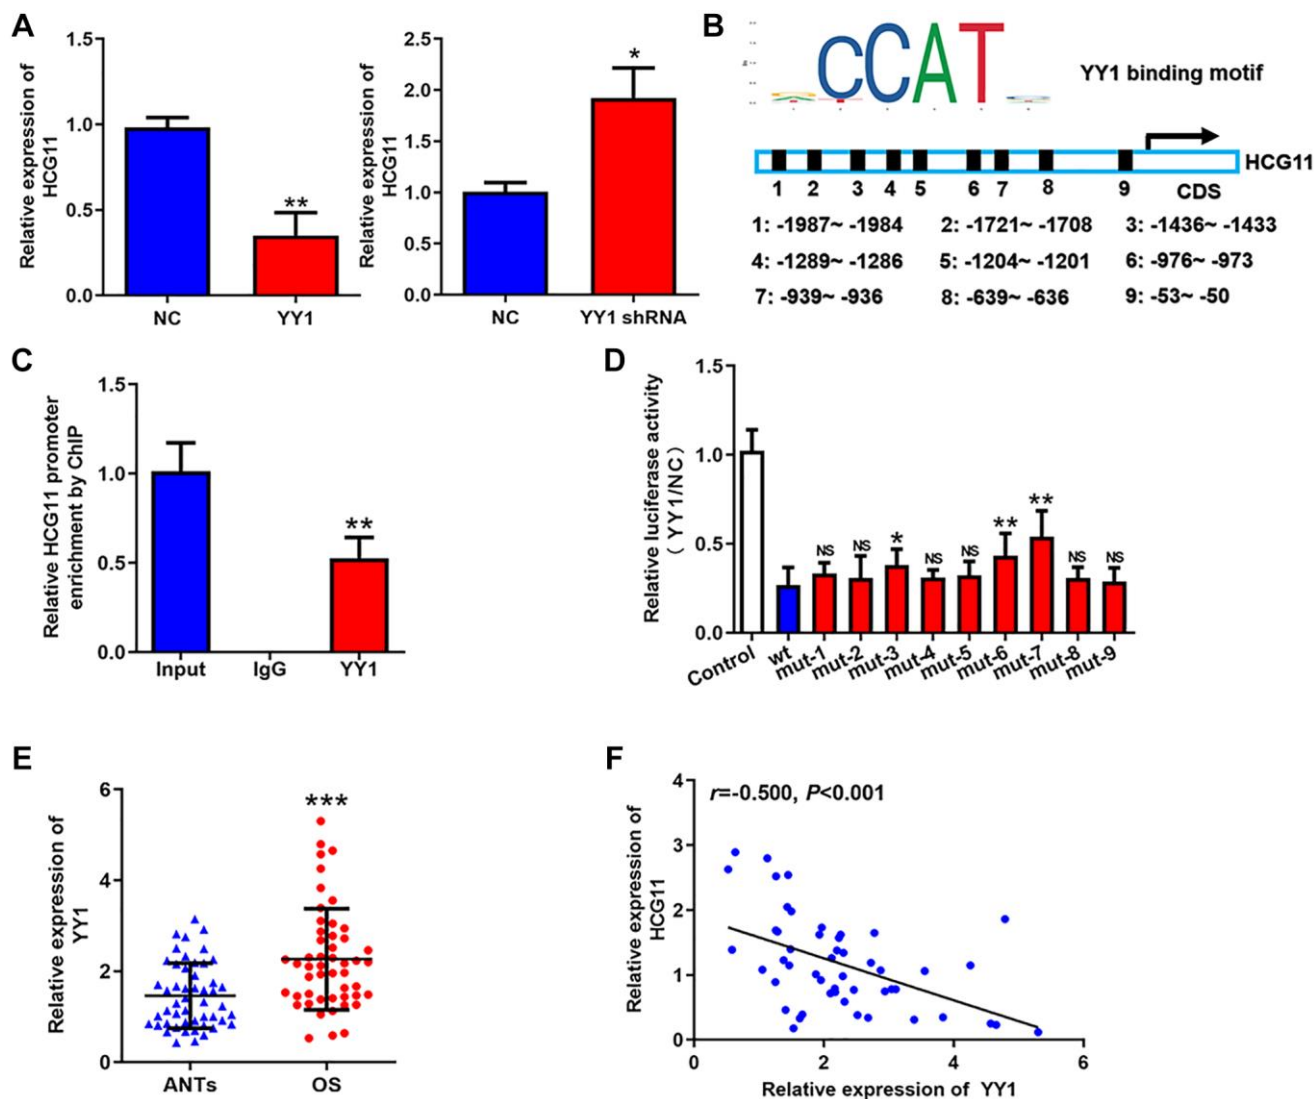 A
Relative expression of
HCG11
1.5
1.0
0.5
0.0
**
NC
YY1
Relative expression of
HCG11
2.5
2.0
1.5
1.0
0.5
0.0
*
NC
YY1 shRNA
B
CCAT
YY1 binding motif
HCG11
1 2 3 4 5 6 7 8 9 CDS
1: -1987~ -1984 2: -1721~ -1708 3: -1436~ -1433
4: -1289~ -1286 5: -1204~ -1201 6: -976~ -973
7: -939~ -936 8: -639~ -636 9: -53~ -50
C
Relative HCG11 promoter
enrichment by ChIP
1.5
1.0
0.5
0.0
**
Input
IgG
YY1
D
Relative luciferase activity
(YY1/NC)
1.5
1.0
0.5
0.0
NS NS * NS NS ** ** NS NS
Control
wt
mut-1
mut-2
mut-3
mut-4
mut-5
mut-6
mut-7
mut-8
mut-9
E
Relative expression of
YY1
6
4
2
0
***
ANTs
OS
F
Relative expression of
HCG11
4
3
2
1
0
r=-0.500, P<0.001
0 2 4 6
Relative expression of YY1